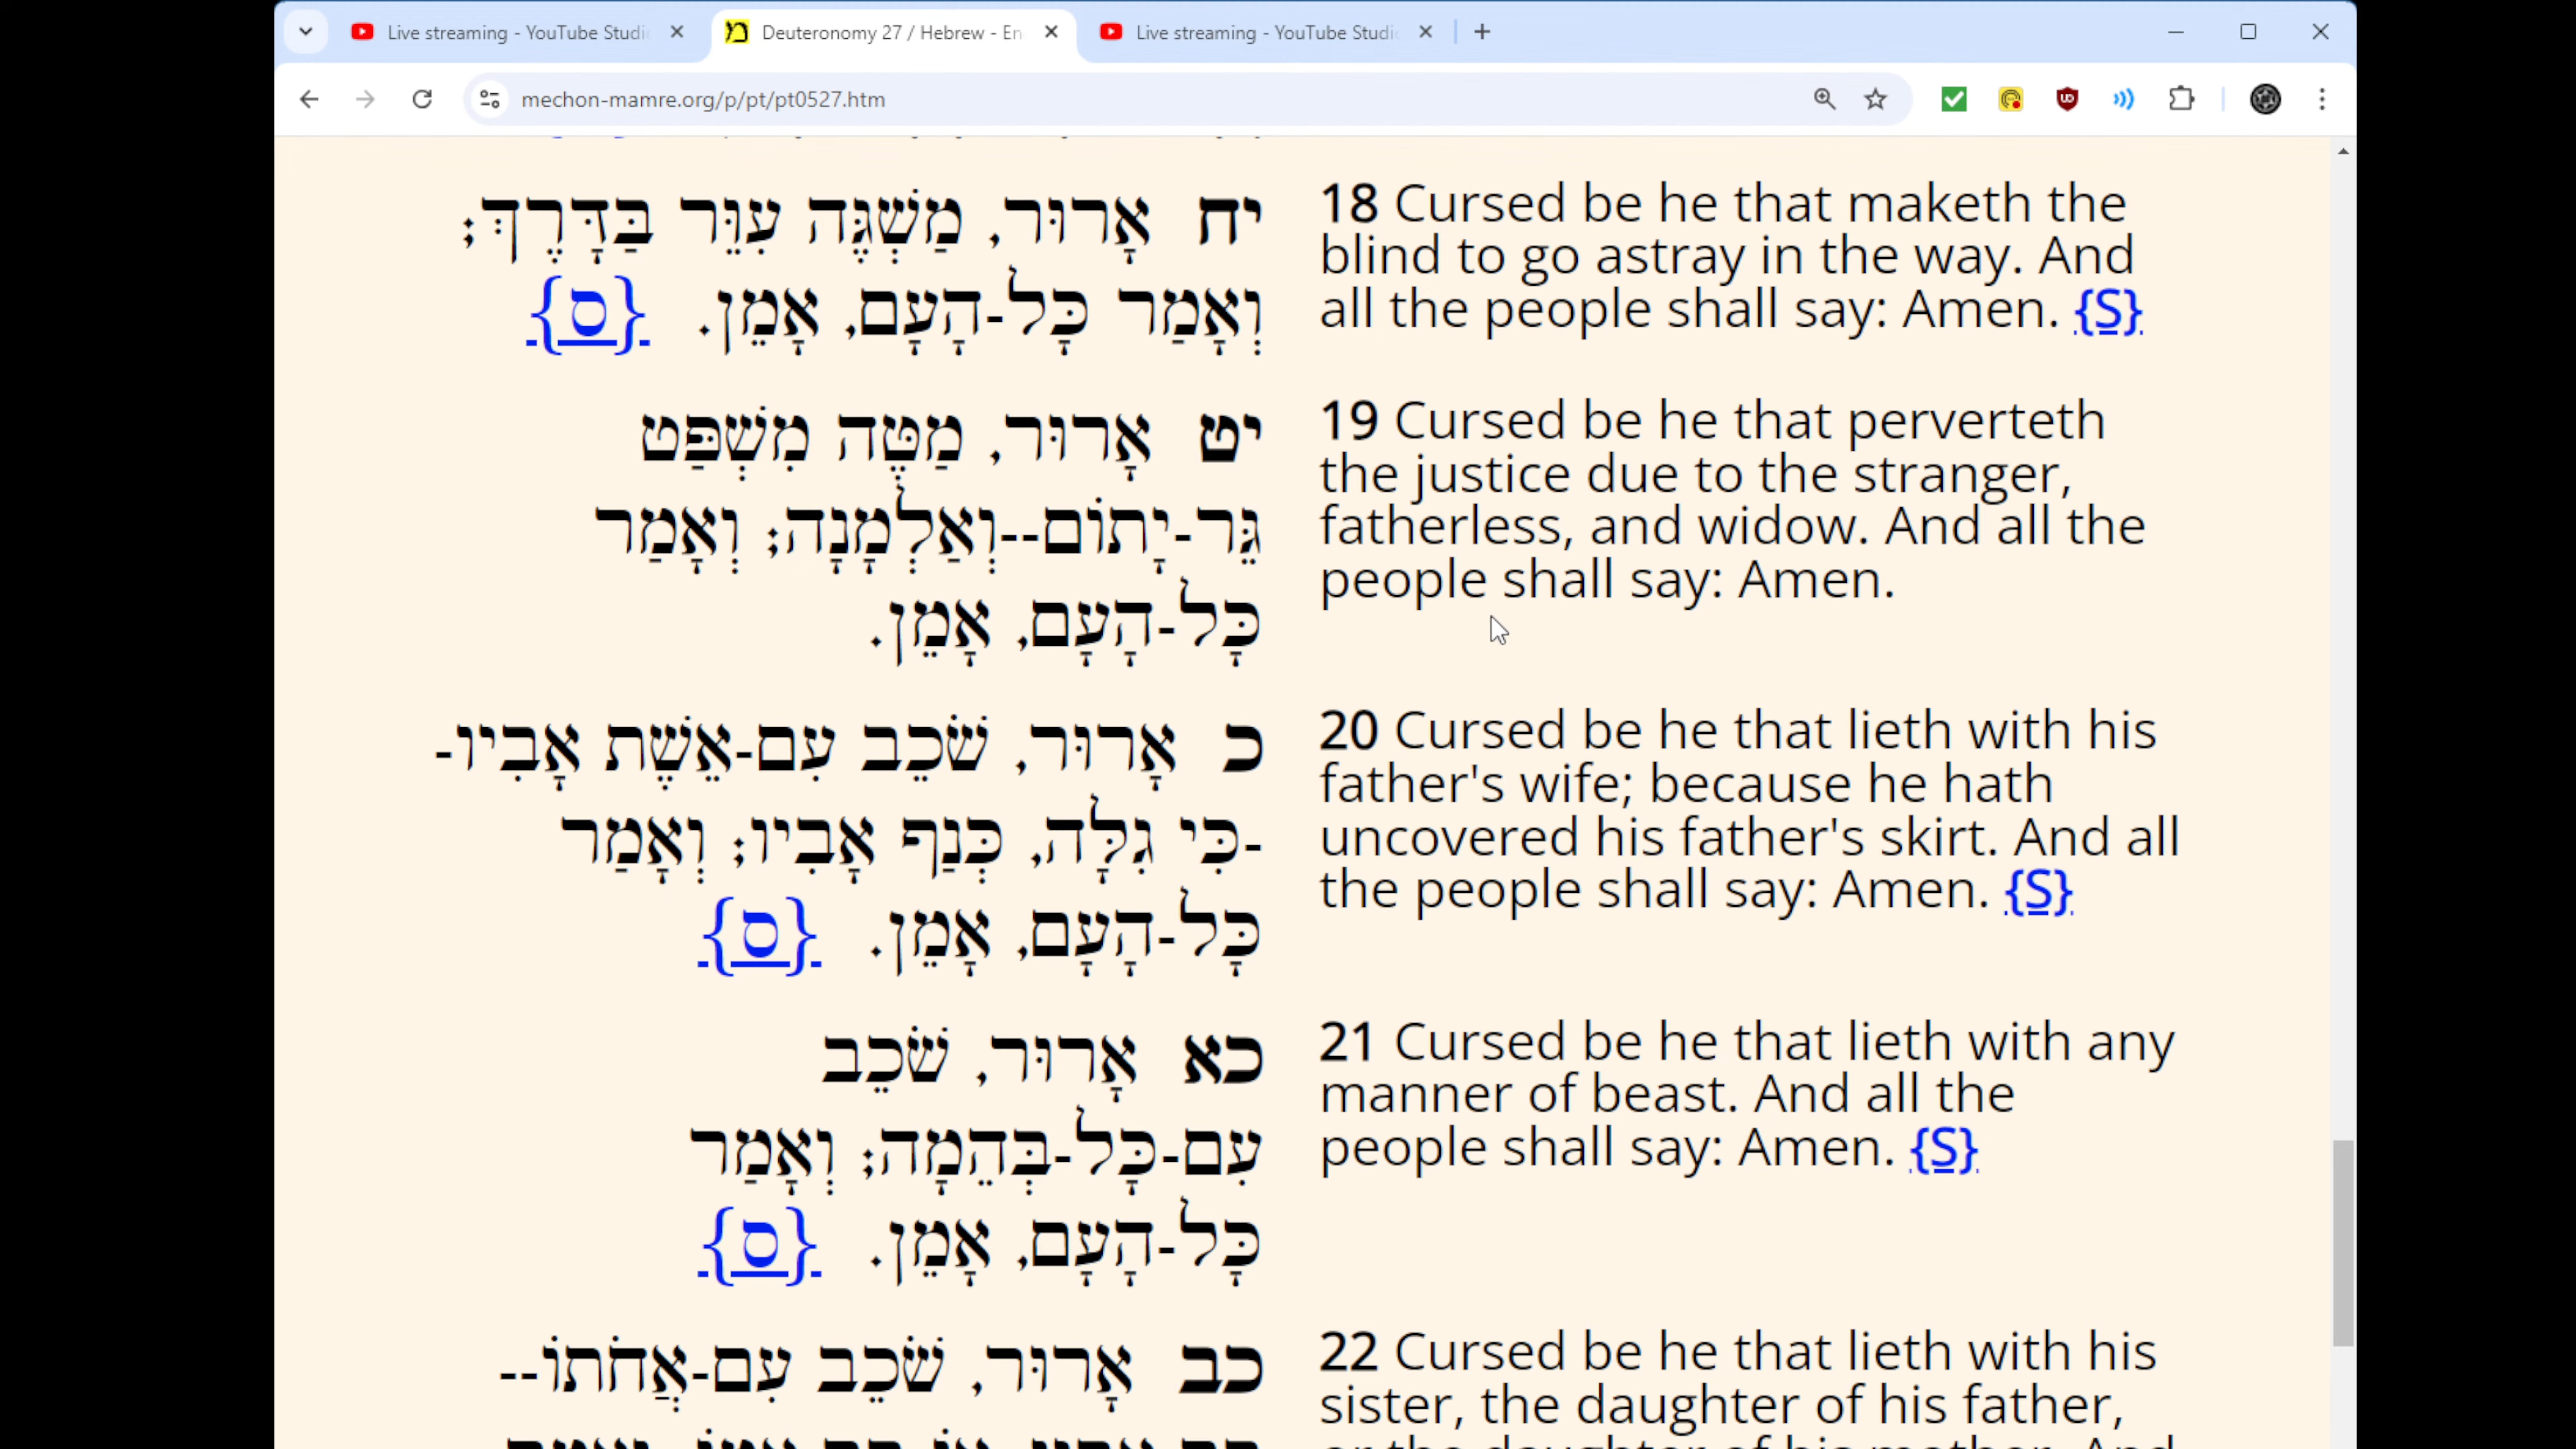 Live streaming - YouTube Studi
Deuteronomy 27 / Hebrew - En
Live streaming - YouTube Studi
mechon-mamre.org/p/pt/pt0527.htm
יח אָרוּר, מַשְׁגֶּה עִוֵּר בַּדָּרֶךְ;
וְאָמַר כָּל-הָעָם, אָמֵן. {ס}
18 Cursed be he that maketh the
blind to go astray in the way. And
all the people shall say: Amen. {S}
יט אָרוּר, מַטֶּה מִשְׁפַּט
גֵּר-יָתוֹם--וְאַלְמָנָה; וְאָמַר
כָּל-הָעָם, אָמֵן.
19 Cursed be he that perverteth
the justice due to the stranger,
fatherless, and widow. And all the
people shall say: Amen.
כ אָרוּר, שֹׁכֵב עִם-אֵשֶׁת אָבִיו-
-כִּי גִלָּה, כְּנַף אָבִיו; וְאָמַר
כָּל-הָעָם, אָמֵן. {ס}
20 Cursed be he that lieth with his
father's wife; because he hath
uncovered his father's skirt. And all
the people shall say: Amen. {S}
כא אָרוּר, שֹׁכֵב
עִם-כָּל-בְּהֵמָה; וְאָמַר
כָּל-הָעָם, אָמֵן. {ס}
21 Cursed be he that lieth with any
manner of beast. And all the
people shall say: Amen. {S}
כב אָרוּר, שֹׁכֵב עִם-אֲחֹתוֹ--
22 Cursed be he that lieth with his
sister, the daughter of his father,